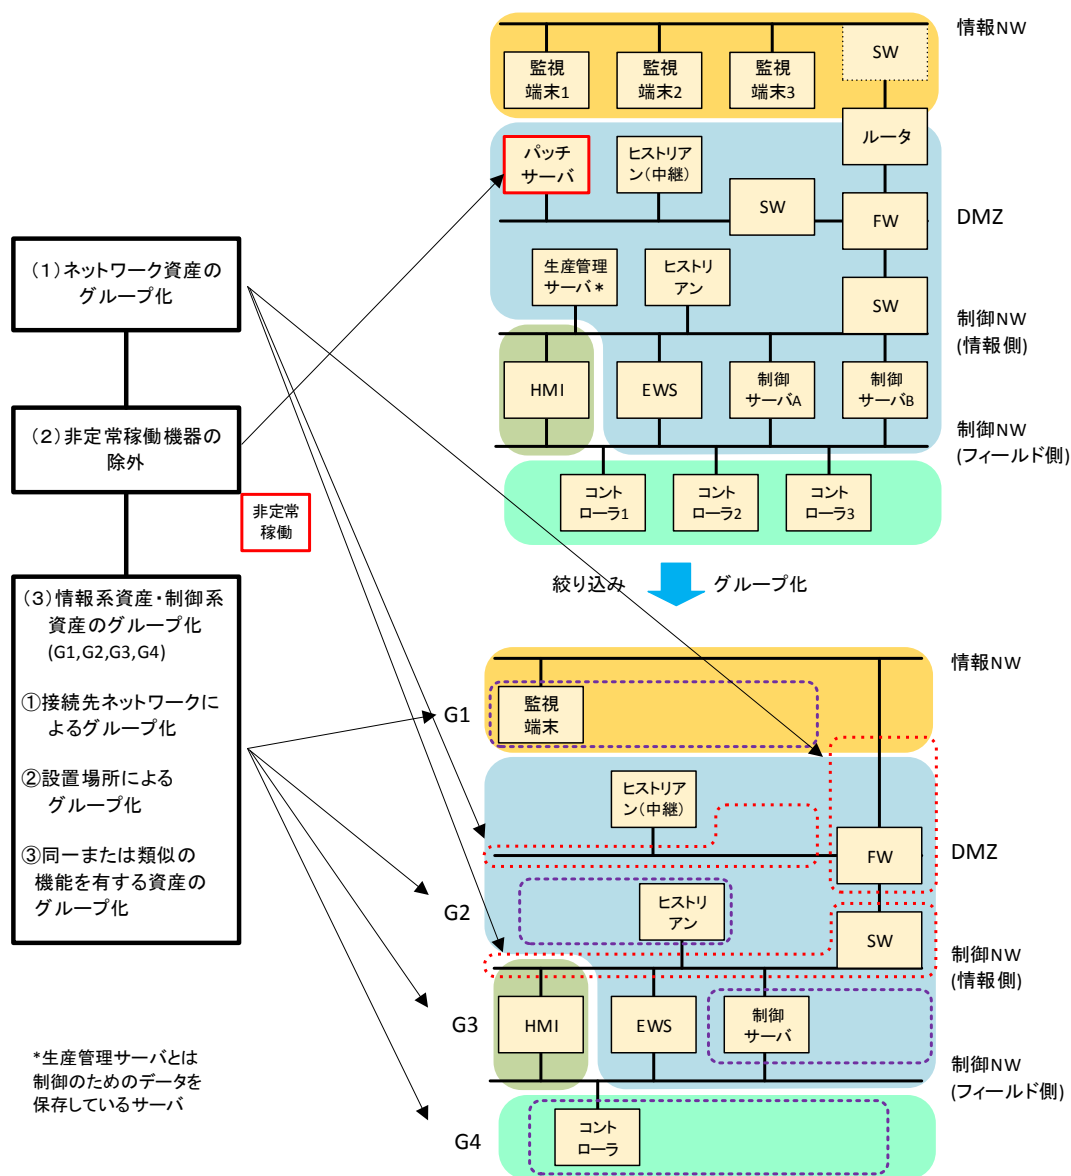 (1)ネットワーク資産の
グループ化
(2)非定常稼働機器の
除外
非定常
稼働
(3)情報系資産・制御系
資産のグループ化
(G1,G2,G3,G4)
①接続先ネットワークに
よるグループ化
②設置場所による
グループ化
③同一または類似の
機能を有する資産の
グループ化
*生産管理サーバとは
制御のためのデータを
保存しているサーバ
情報NW
監視
端末1
監視
端末2
監視
端末3
SW
ルータ
パッチ
サーバ
ヒストリア
ン(中継)
SW
FW
DMZ
生産管理
サーバ*
ヒストリ
アン
SW
制御NW
(情報側)
HMI
EWS
制御
サーバA
制御
サーバB
制御NW
(フィールド側)
コント
ローラ1
コント
ローラ2
コント
ローラ3
絞り込み
グループ化
情報NW
G1
監視
端末
ヒストリア
ン(中継)
FW
DMZ
G2
ヒストリ
アン
SW
制御NW
(情報側)
G3
HMI
EWS
制御
サーバ
制御NW
(フィールド側)
G4
コント
ローラ